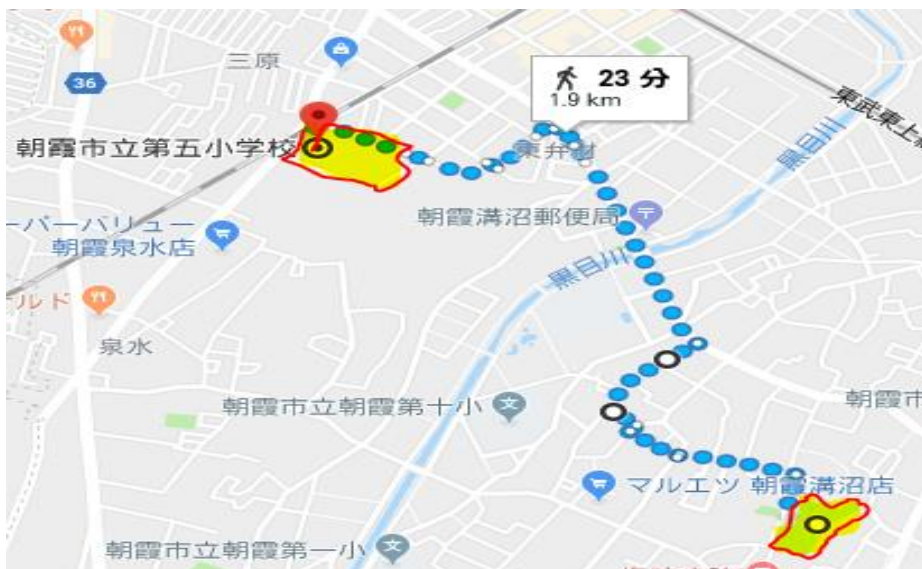 三原
36
23 分
1.9 km
東武東上
朝霞市立第五小学校
東弁財
黒目川
朝霞溝沼郵便局
ーパーバリュー
朝霞泉水店
黒目川
ルド
泉水
朝霞市立朝霞第十小
朝霞市
マルエツ 朝霞溝沼店
朝霞市立朝霞第一小